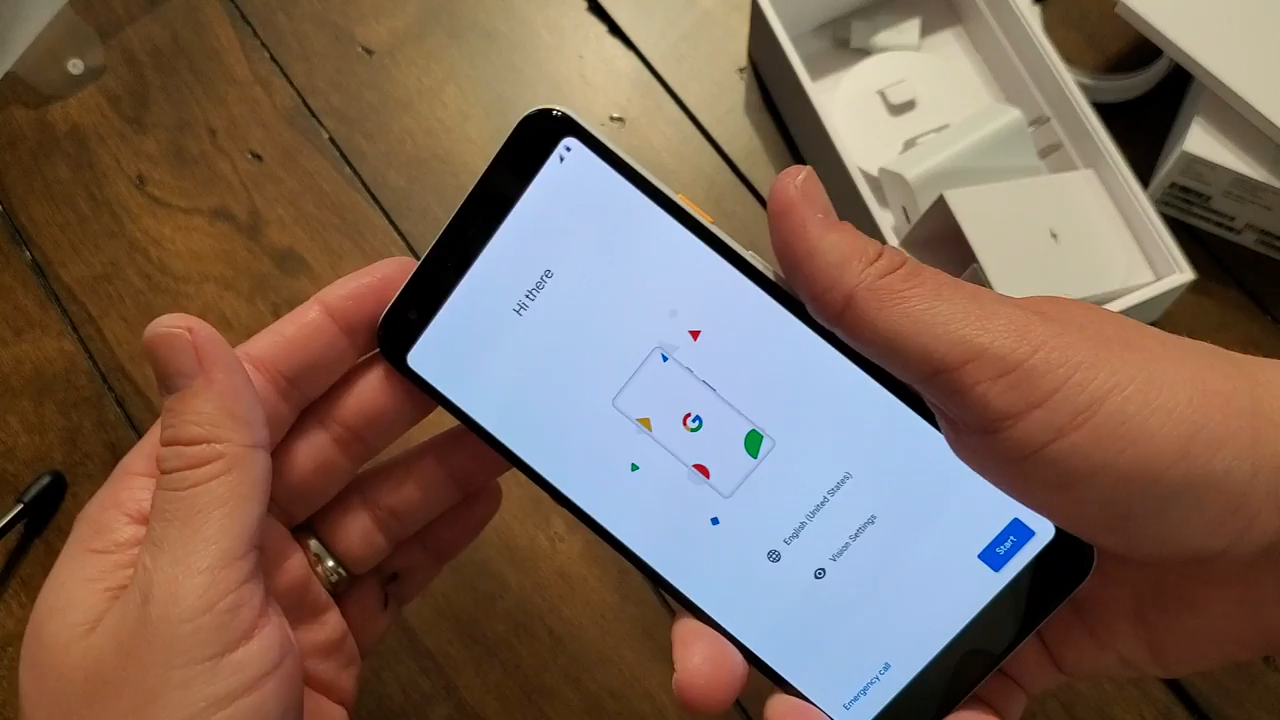 Hi there
English (United States)
Vision Settings
Start
Emergency call